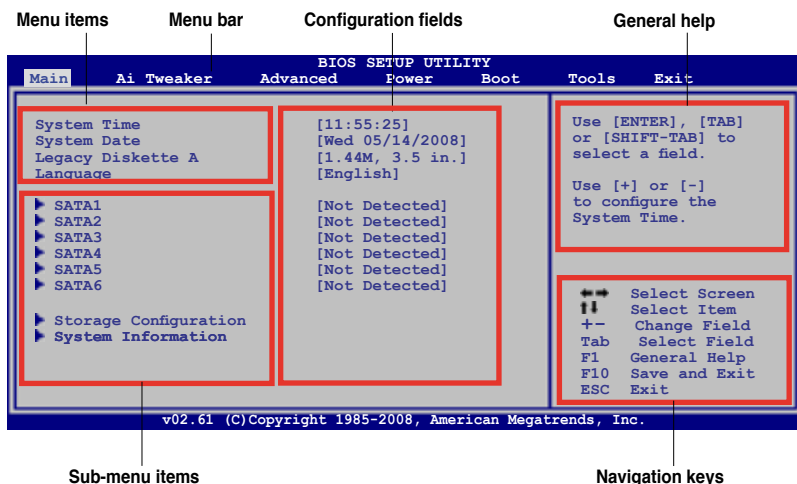 Menu items Menu bar Configuration fields General help
BIOS SETUP UTILITY
Main Ai Tweaker Advanced Power Boot Tools Exit
System Time [11:55:25]
System Date [Wed 05/14/2008]
Legacy Diskette A [1.44M, 3.5 in.]
Language [English]
SATA1 [Not Detected]
SATA2 [Not Detected]
SATA3 [Not Detected]
SATA4 [Not Detected]
SATA5 [Not Detected]
SATA6 [Not Detected]
Storage Configuration
System Information
Use [ENTER], [TAB]
or [SHIFT-TAB] to
select a field.
Use [+] or [-]
to configure the
System Time.
←→ Select Screen
↑↓ Select Item
+- Change Field
Tab Select Field
F1 General Help
F10 Save and Exit
ESC Exit
v02.61 (C)Copyright 1985-2008, American Megatrends, Inc.
Sub-menu items Navigation keys